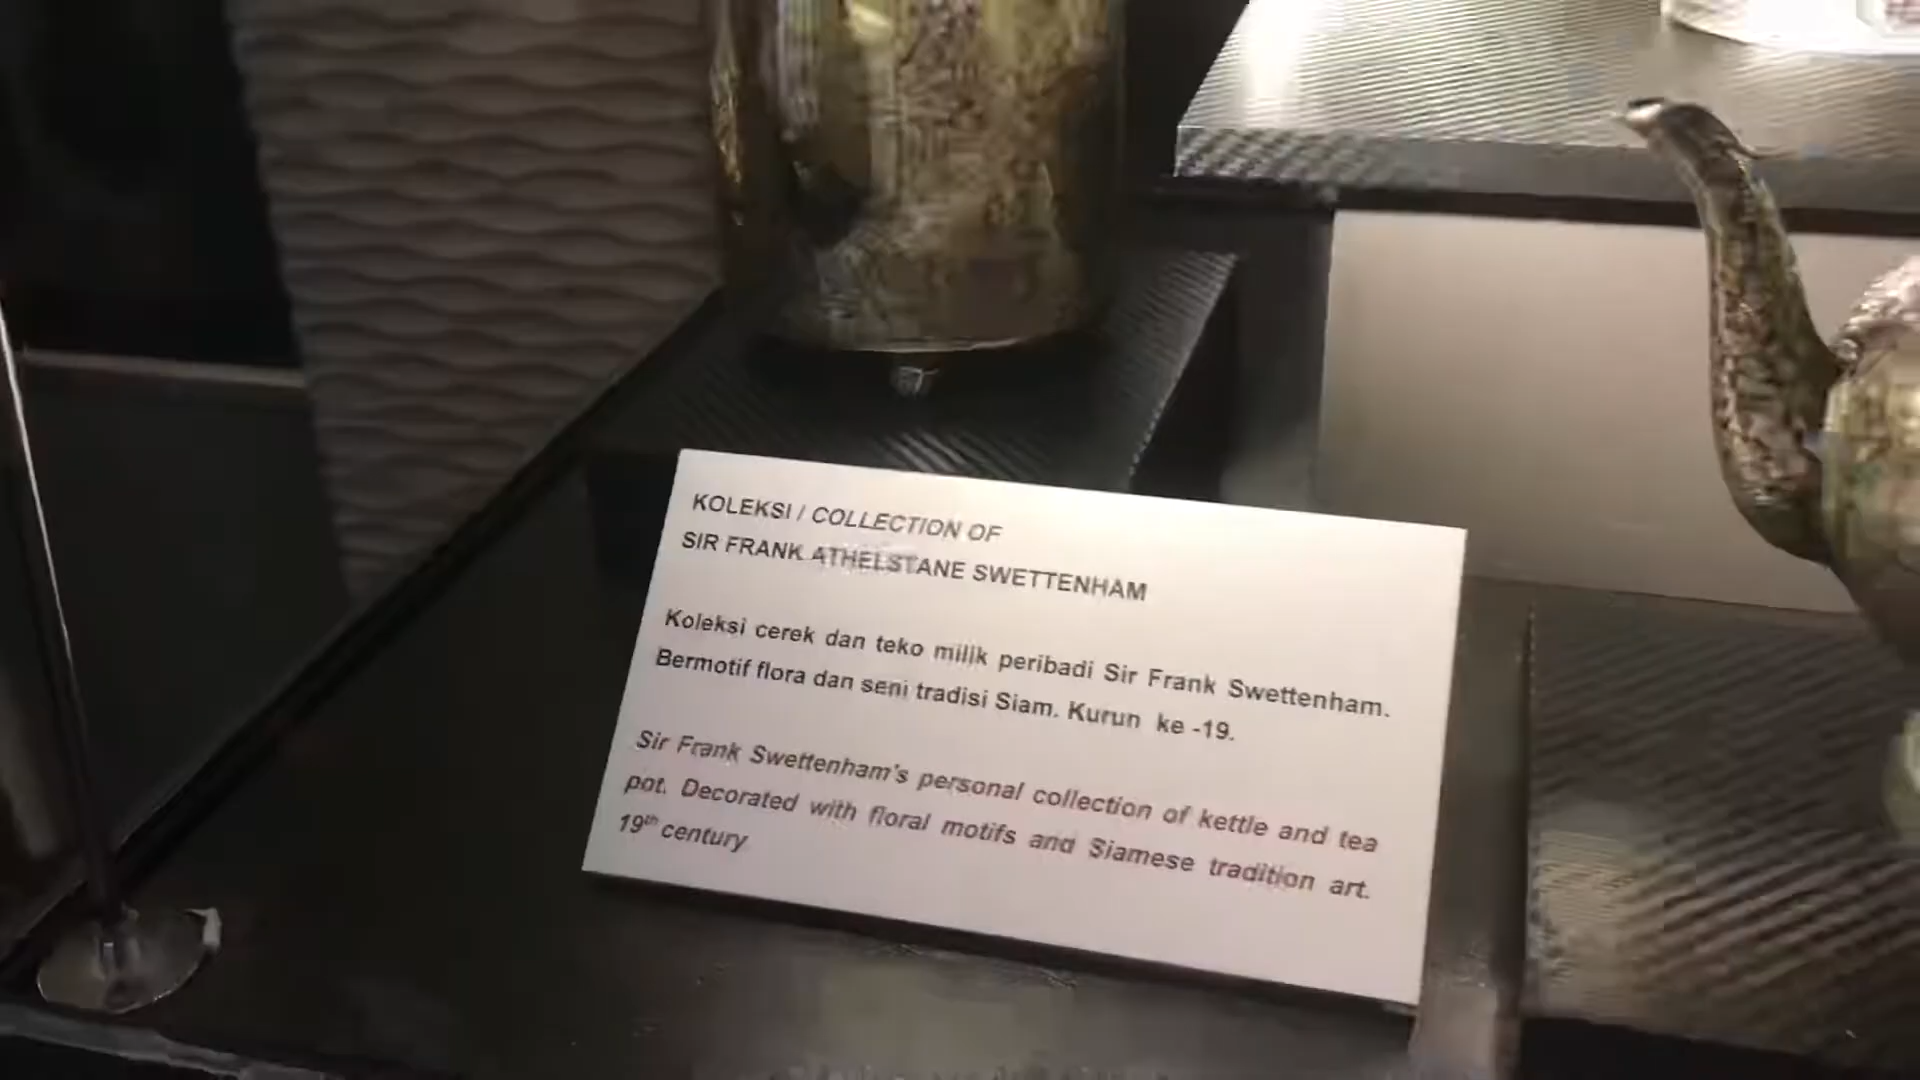 KOLEKSI / COLLECTION OF
SIR FRANK ATHELSTANE SWETTENHAM
Koleksi cerek dan teko milik peribadi Sir Frank Swettenham.
Bermotif flora dan seni tradisi Siam. Kurun ke -19.
Sir Frank Swettenham's personal collection of kettle and tea
pot. Decorated with floral motifs and Siamese tradition art.
19th century